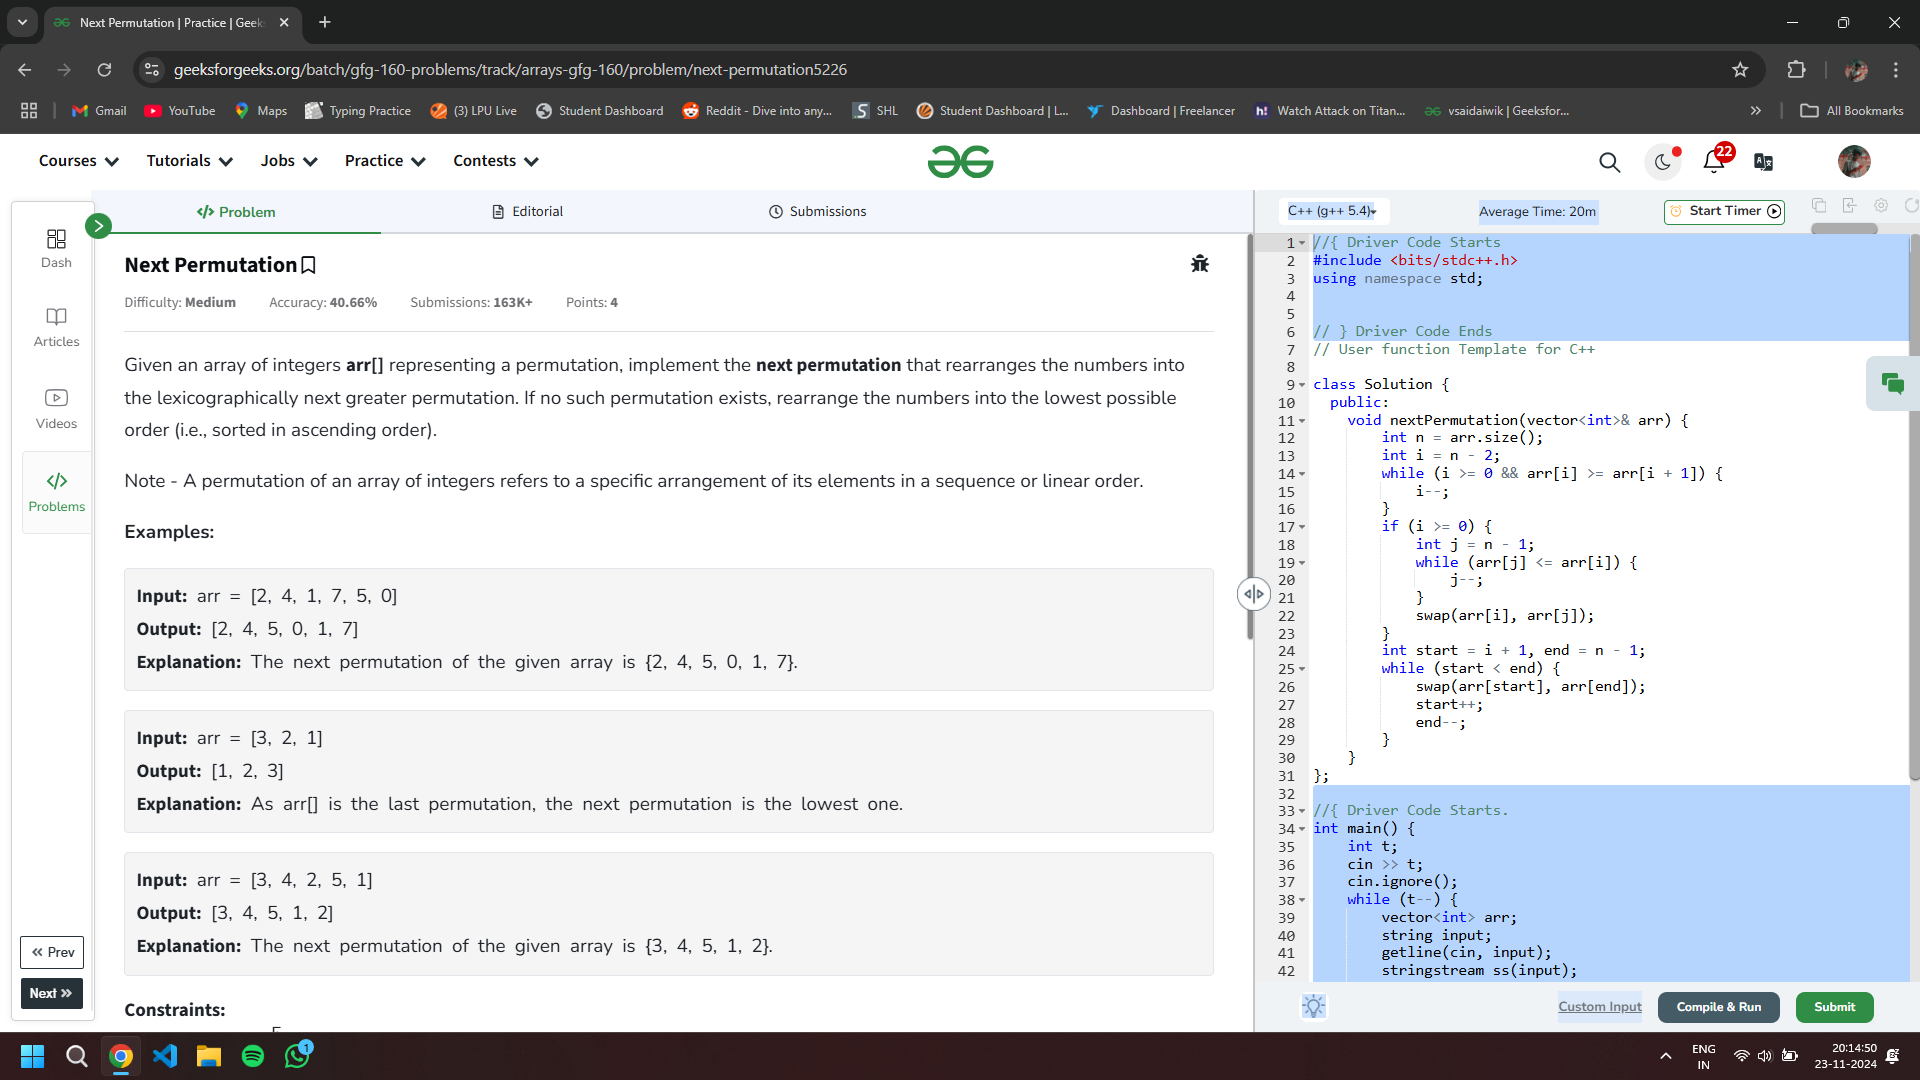 Next Permutation | Practice | Geek
geeksforgeeks.org/batch/gfg-160-problems/track/arrays-gfg-160/problem/next-permutation5226
Gmail YouTube Maps Typing Practice (3) LPU Live Student Dashboard Reddit - Dive into any... SHL Student Dashboard | L... Dashboard | Freelancer Watch Attack on Titan... vsaidaiwik | Geeksfor... All Bookmarks
Courses Tutorials Jobs Practice Contests 22
Dash
Articles
Videos
Problems
« Prev
Next »
Problem Editorial Submissions
Next Permutation
Difficulty: Medium Accuracy: 40.66% Submissions: 163K+ Points: 4
Given an array of integers arr[] representing a permutation, implement the next permutation that rearranges the numbers into
the lexicographically next greater permutation. If no such permutation exists, rearrange the numbers into the lowest possible
order (i.e., sorted in ascending order).
Note - A permutation of an array of integers refers to a specific arrangement of its elements in a sequence or linear order.
Examples:
Input: arr = [2, 4, 1, 7, 5, 0]
Output: [2, 4, 5, 0, 1, 7]
Explanation: The next permutation of the given array is {2, 4, 5, 0, 1, 7}.
Input: arr = [3, 2, 1]
Output: [1, 2, 3]
Explanation: As arr[] is the last permutation, the next permutation is the lowest one.
Input: arr = [3, 4, 2, 5, 1]
Output: [3, 4, 5, 1, 2]
Explanation: The next permutation of the given array is {3, 4, 5, 1, 2}.
Constraints:
C++ (g++ 5.4) Average Time: 20m Start Timer
1 //{ Driver Code Starts
2 #include <bits/stdc++.h>
3 using namespace std;
4
5
6 // } Driver Code Ends
7 // User function Template for C++
8
9 class Solution {
10 public:
11 void nextPermutation(vector<int>& arr) {
12 int n = arr.size();
13 int i = n - 2;
14 while (i >= 0 && arr[i] >= arr[i + 1]) {
15 i--;
16 }
17 if (i >= 0) {
18 int j = n - 1;
19 while (arr[j] <= arr[i]) {
20 j--;
21 }
22 swap(arr[i], arr[j]);
23 }
24 int start = i + 1, end = n - 1;
25 while (start < end) {
26 swap(arr[start], arr[end]);
27 start++;
28 end--;
29 }
30 }
31 };
32
33 //{ Driver Code Starts.
34 int main() {
35 int t;
36 cin >> t;
37 cin.ignore();
38 while (t--) {
39 vector<int> arr;
40 string input;
41 getline(cin, input);
42 stringstream ss(input);
Custom Input Compile & Run Submit
1
ENG
IN
20:14:50
23-11-2024